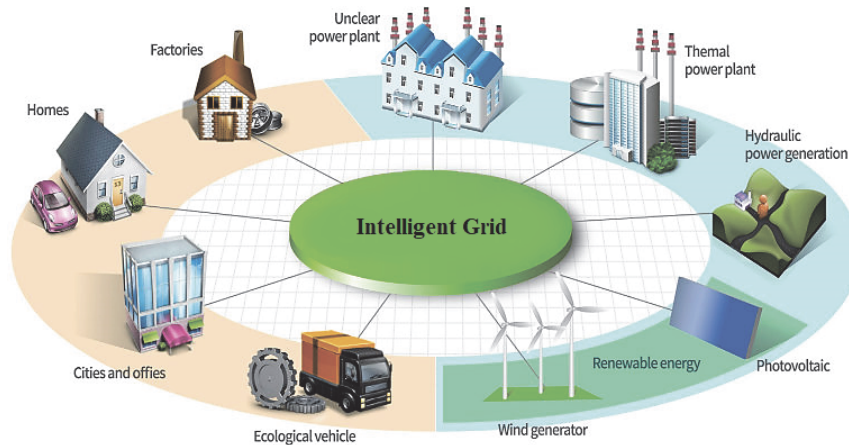 Unclear
power plant
Factories
Themal
power plant
Homes
Hydraulic
power generation
Intelligent Grid
13
Cities and offies
Renewable energy
Photovoltaic
Ecological vehicle
Wind generator